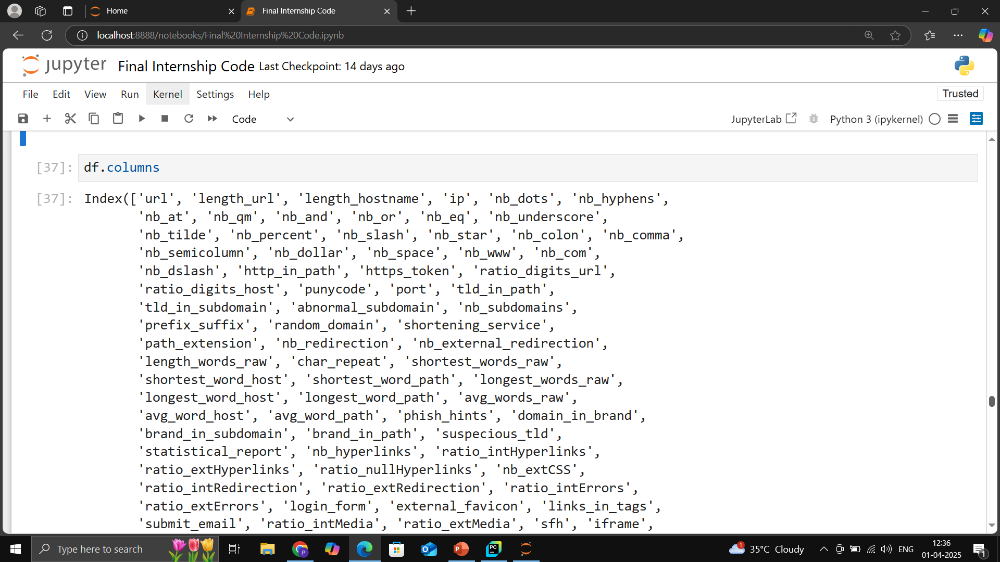 Home
Final Internship Code
localhost:8888/notebooks/Final%20Internship%20Code.ipynb
jupyter Final Internship Code Last Checkpoint: 14 days ago
File Edit View Run Kernel Settings Help
Trusted
Code
JupyterLab
Python 3 (ipykernel)
[37]: df.columns
[37]: Index(['url', 'length_url', 'length_hostname', 'ip', 'nb_dots', 'nb_hyphens',
'nb_at', 'nb_qm', 'nb_and', 'nb_or', 'nb_eq', 'nb_underscore',
'nb_tilde', 'nb_percent', 'nb_slash', 'nb_star', 'nb_colon', 'nb_comma',
'nb_semicolumn', 'nb_dollar', 'nb_space', 'nb_www', 'nb_com',
'nb_dslash', 'http_in_path', 'https_token', 'ratio_digits_url',
'ratio_digits_host', 'punycode', 'port', 'tld_in_path',
'tld_in_subdomain', 'abnormal_subdomain', 'nb_subdomains',
'prefix_suffix', 'random_domain', 'shortening_service',
'path_extension', 'nb_redirection', 'nb_external_redirection',
'length_words_raw', 'char_repeat', 'shortest_words_raw',
'shortest_word_host', 'shortest_word_path', 'longest_words_raw',
'longest_word_host', 'longest_word_path', 'avg_words_raw',
'avg_word_host', 'avg_word_path', 'phish_hints', 'domain_in_brand',
'brand_in_subdomain', 'brand_in_path', 'suspecious_tld',
'statistical_report', 'nb_hyperlinks', 'ratio_intHyperlinks',
'ratio_extHyperlinks', 'ratio_nullHyperlinks', 'nb_extCSS',
'ratio_intRedirection', 'ratio_extRedirection', 'ratio_intErrors',
'ratio_extErrors', 'login_form', 'external_favicon', 'links_in_tags',
'submit_email', 'ratio_intMedia', 'ratio_extMedia', 'sfh', 'iframe',
Type here to search
P
O
P
PC
1
35°C Cloudy
ENG
12:36
01-04-2025
1